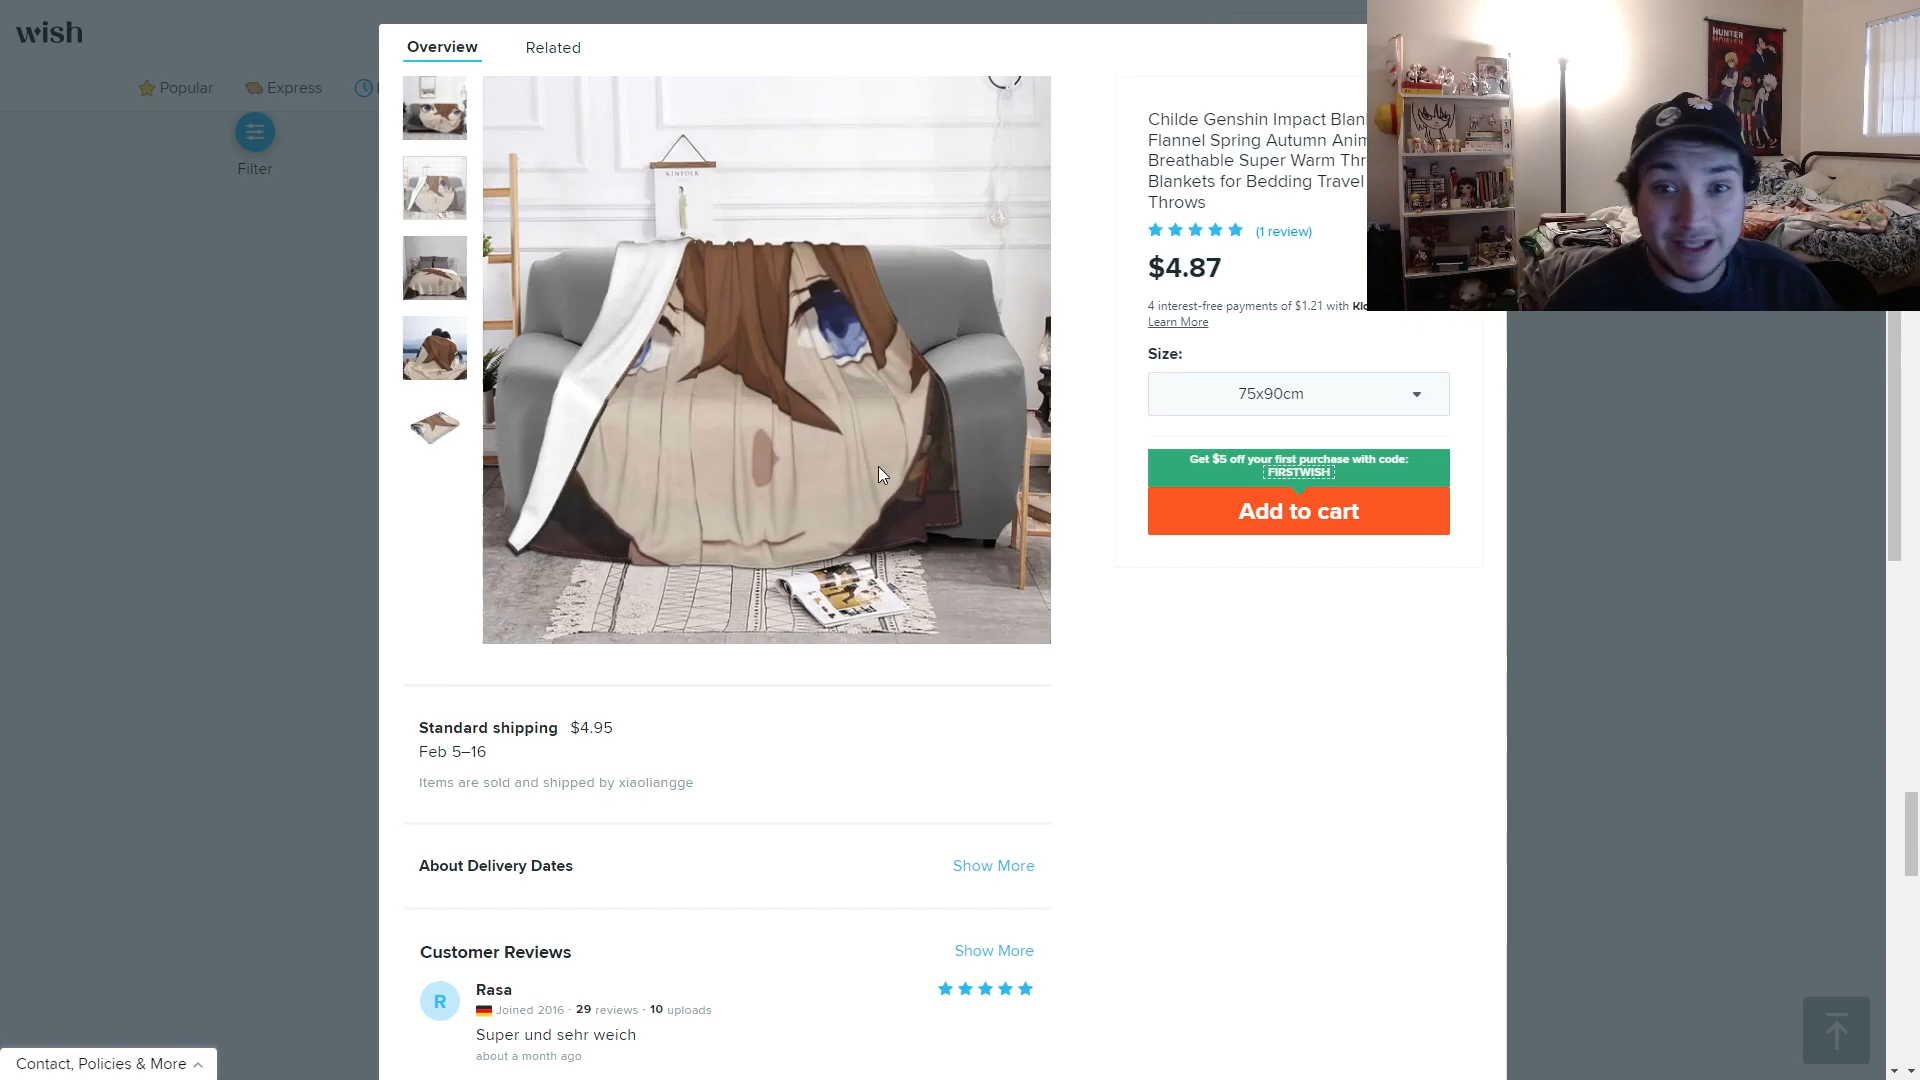 wish
Popular
Express
Filter
Overview
Related
KINFOLK
Childe Genshin Impact
Flannel Spring Autumn
Breathable Super Warm
Blankets for Bedding Travel
Throws
(1 review)
$4.87
4 interest-free payments of $1.21 with
Learn More
Size:
75x90cm
Get $5 off your first purchase with code:
FIRSTWISH
Add to cart
HUNTER
HUNTER
Standard shipping $4.95
Feb 5–16
Items are sold and shipped by xiaoliangge
About Delivery Dates
Show More
Customer Reviews
Show More
R
Rasa
Joined 2016 · 29 reviews · 10 uploads
Super und sehr weich
about a month ago
Contact, Policies & More